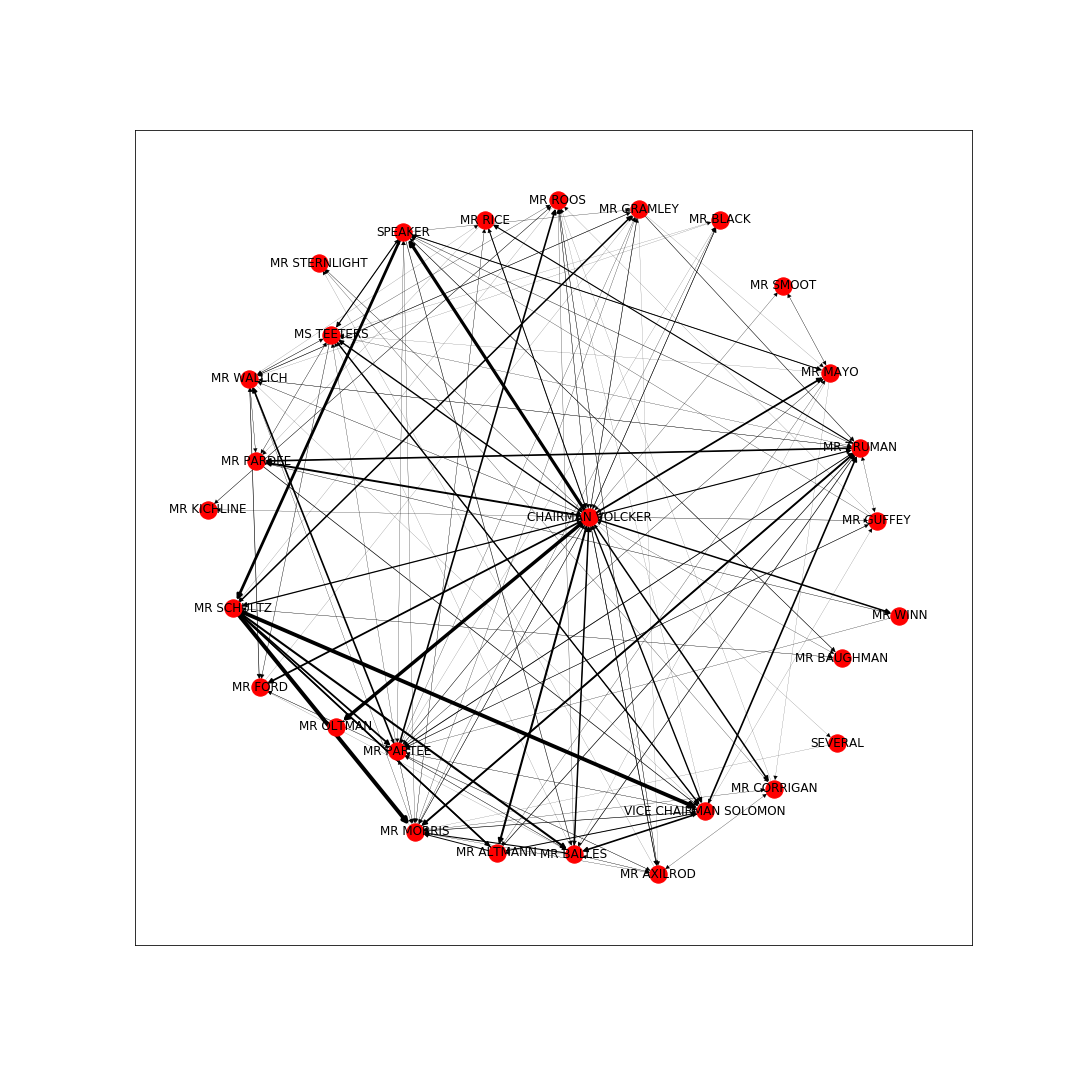 MR ROOS
MR GRAMLEY
MR RICE
MR BLACK
SPEAKER
MR STERNLIGHT
MR SMOOT
MS TEETERS
MR MAYO
MR WALLICH
MR TRUMAN
MR PARDEE
MR KICHLINE
CHAIRMAN VOLCKER
MR GUFFEY
MR SCHULTZ
MR WINN
MR BAUGHMAN
MR FORD
MR OLTMAN
SEVERAL
MR PARTEE
MR CORRIGAN
VICE CHAIRMAN SOLOMON
MR MORRIS
MR ALTMANN
MR BALLES
MR AXILROD